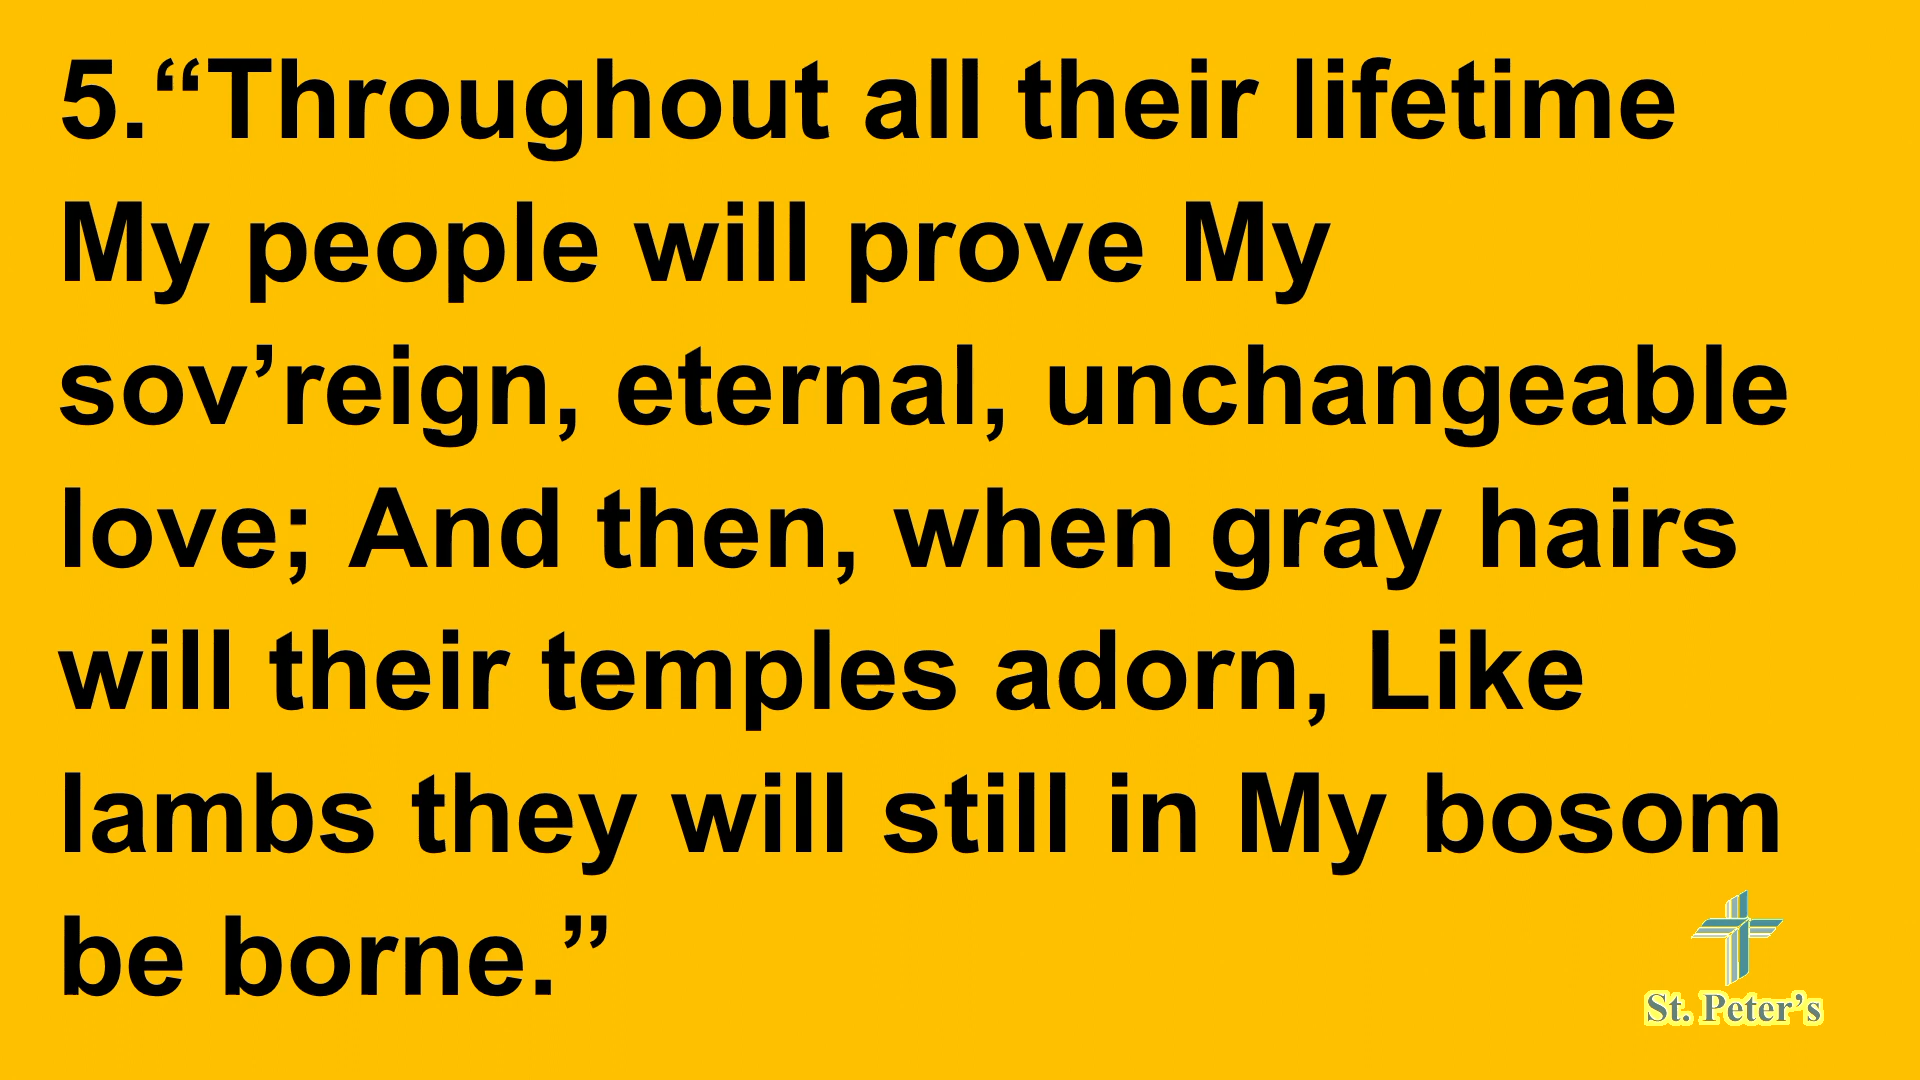 5.“Throughout all their lifetime
My people will prove My
sov’reign, eternal, unchangeable
love; And then, when gray hairs
will their temples adorn, Like
lambs they will still in My bosom
be borne.”
St. Peter’s